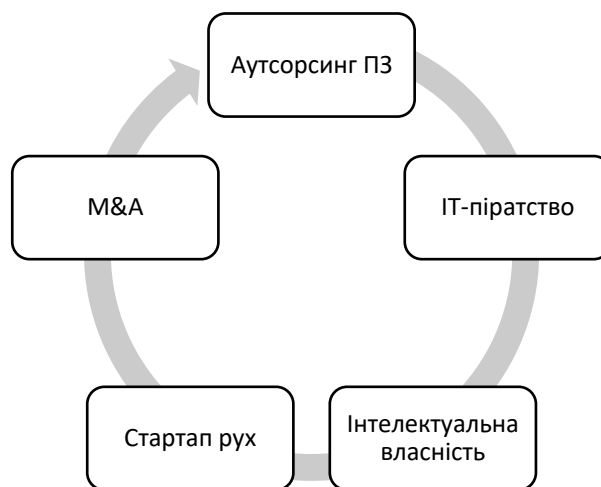 Аутсорсинг ПЗ
ІТ-піратство
Інтелектуальна
власність
Стартап рух
M&A